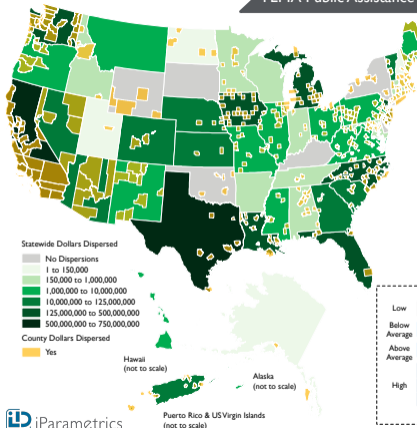 FEMA Public Assistance
Statewide Dollars Dispersed
No Dispersions
1 to 150,000
150,000 to 1,000,000
1,000,000 to 10,000,000
10,000,000 to 125,000,000
125,000,000 to 500,000,000
500,000,000 to 750,000,000
County Dollars Dispersed
Yes
Hawaii
(not to scale)
Alaska
(not to scale)
Puerto Rico & US Virgin Islands
(not to scale)
Low
Below
Average
Above
Average
High
iParametrics